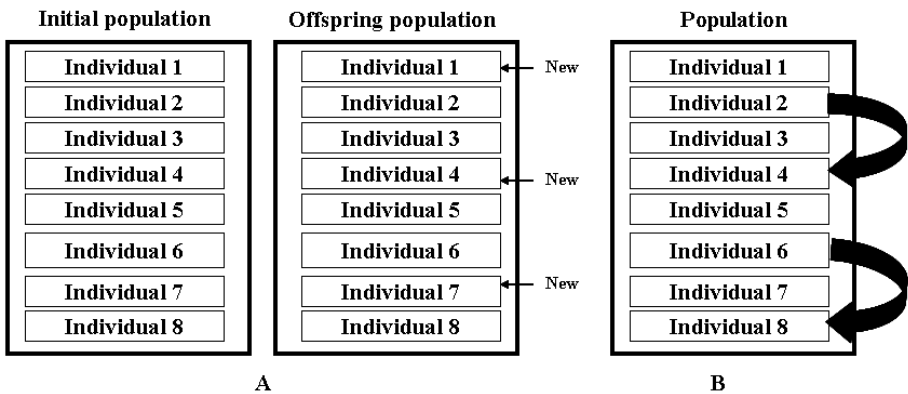 Initial population
Individual 1
Individual 2
Individual 3
Individual 4
Individual 5
Individual 6
Individual 7
Individual 8
Offspring population
Individual 1
Individual 2
Individual 3
Individual 4
Individual 5
Individual 6
Individual 7
Individual 8
New
New
New
A
Population
Individual 1
Individual 2
Individual 3
Individual 4
Individual 5
Individual 6
Individual 7
Individual 8
B